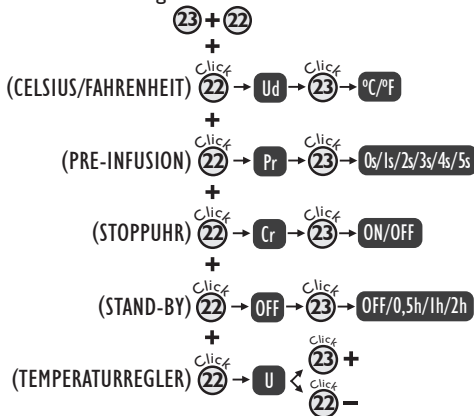 23 + 22
+
(CELSIUS/FAHRENHEIT) Click 22 → Ud → Click 23 → ºC/ºF
+
(PRE-INFUSION) Click 22 → Pr → Click 23 → 0s/1s/2s/3s/4s/5s
+
(STOPPUHR) Click 22 → Cr → Click 23 → ON/OFF
+
(STAND-BY) Click 22 → OFF → Click 23 → OFF/0,5h/1h/2h
+
Click 23 +
(TEMPERATURREGLER) Click 22 → U
Click 22 –